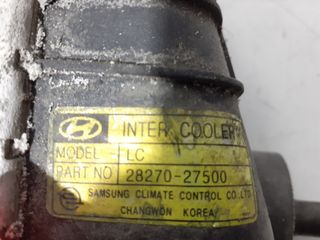 INTER COOLER
MODEL LC
PART NO 28270-27500
SAMSUNG CLIMATE CONTROL CO.LTD
CHANGWON KOREA